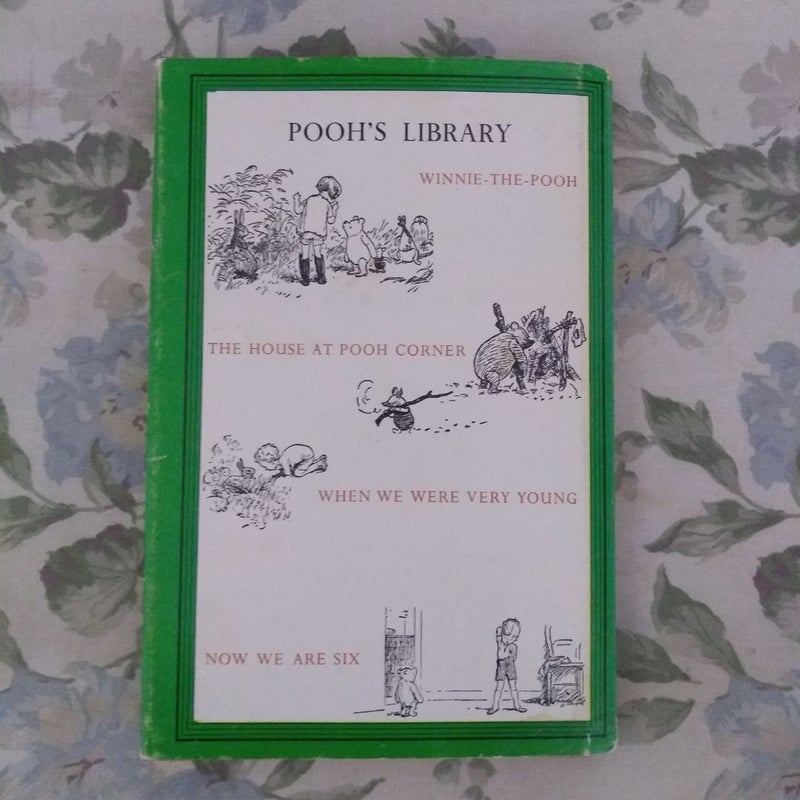 POOH'S LIBRARY
WINNIE-THE-POOH
THE HOUSE AT POOH CORNER
WHEN WE WERE VERY YOUNG
NOW WE ARE SIX